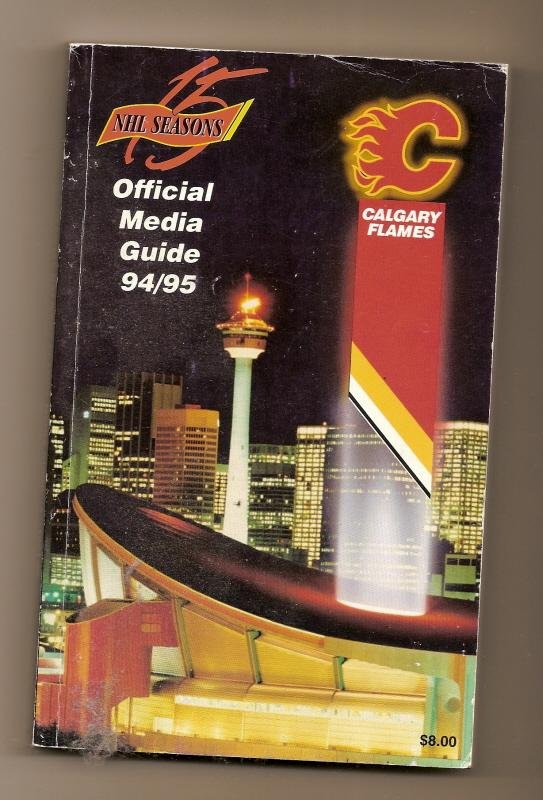 15
NHL SEASONS
Official
Media
Guide
94/95
C
CALGARY
FLAMES
$8.00